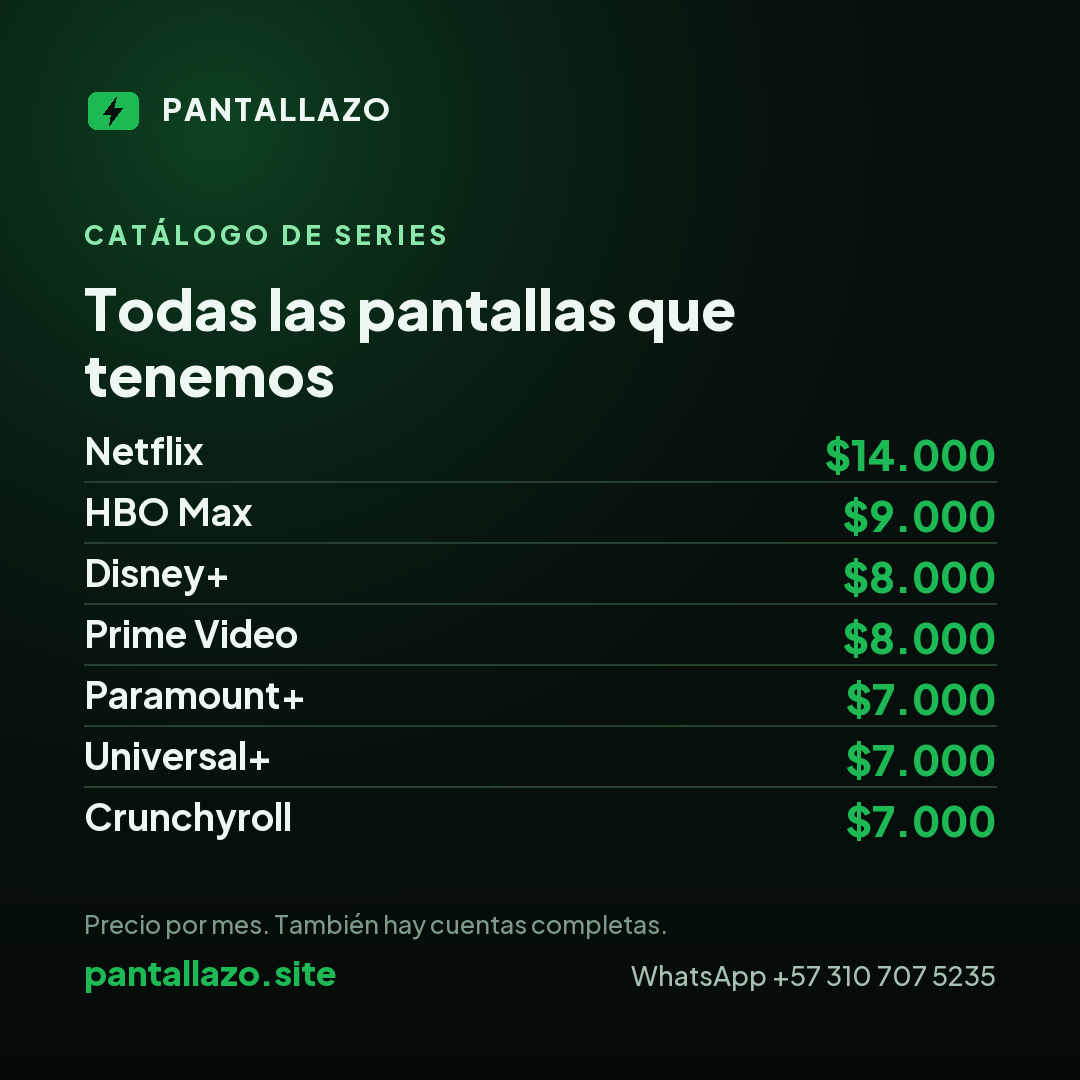 PANTALLAZO
CATÁLOGO DE SERIES
Todas las pantallas que
tenemos
Netflix $14.000
HBO Max $9.000
Disney+ $8.000
Prime Video $8.000
Paramount+ $7.000
Universal+ $7.000
Crunchyroll $7.000
Precio por mes. También hay cuentas completas.
pantallazo.site WhatsApp +57 310 707 5235